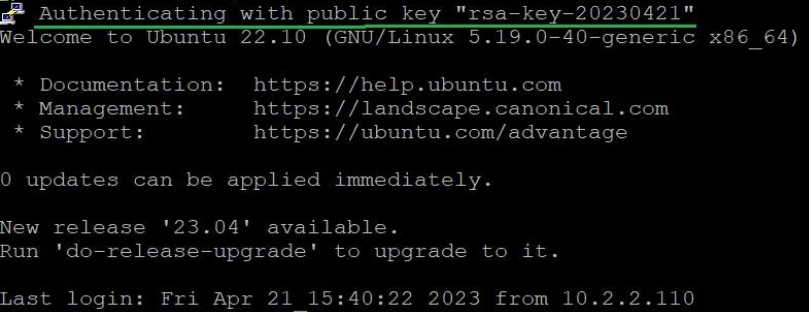 Authenticating with public key "rsa-key-20230421"
Welcome to Ubuntu 22.10 (GNU/Linux 5.19.0-40-generic x86_64)
* Documentation:  https://help.ubuntu.com
* Management:     https://landscape.canonical.com
* Support:        https://ubuntu.com/advantage
0 updates can be applied immediately.
New release '23.04' available.
Run 'do-release-upgrade' to upgrade to it.
Last login: Fri Apr 21 15:40:22 2023 from 10.2.2.110